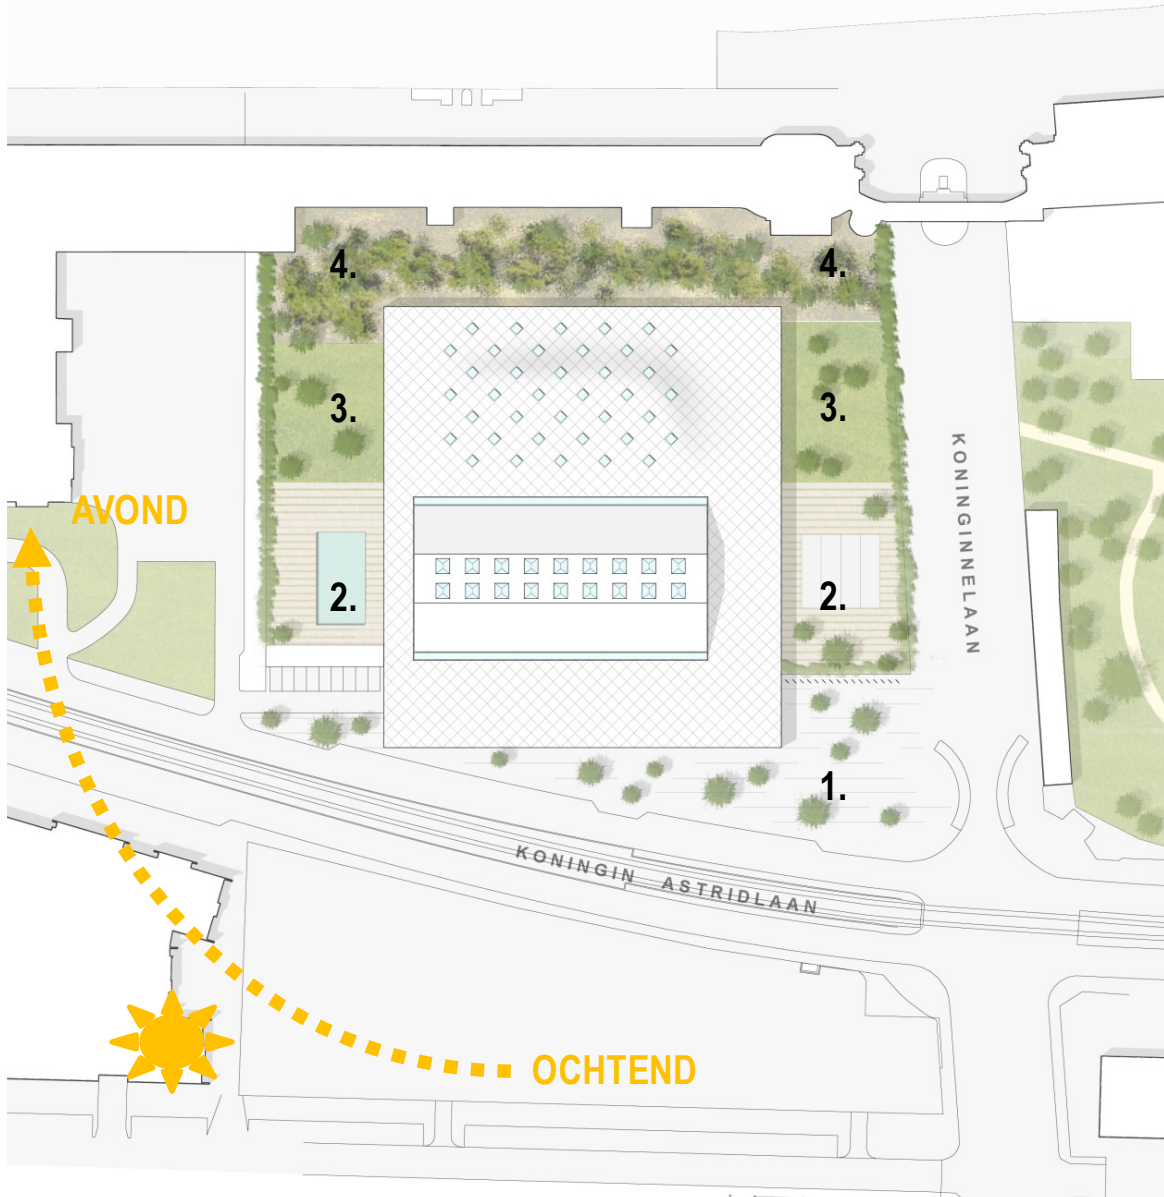 4.
4.
3.
3.
KONINGINNELAAN
AVOND
2.
2.
1.
KONINGIN ASTRIDLAAN
OCHTEND